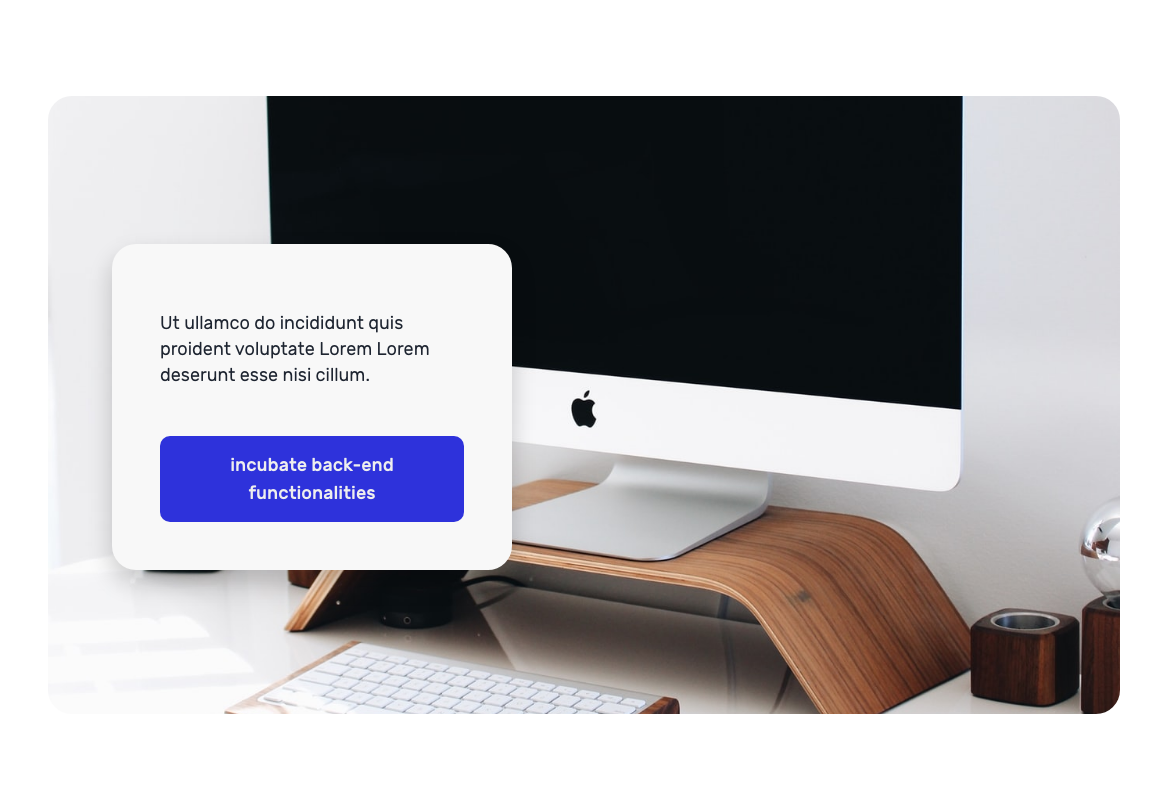 Ut ullamco do incididunt quis
proident voluptate Lorem Lorem
deserunt esse nisi cillum.
incubate back-end
functionalities